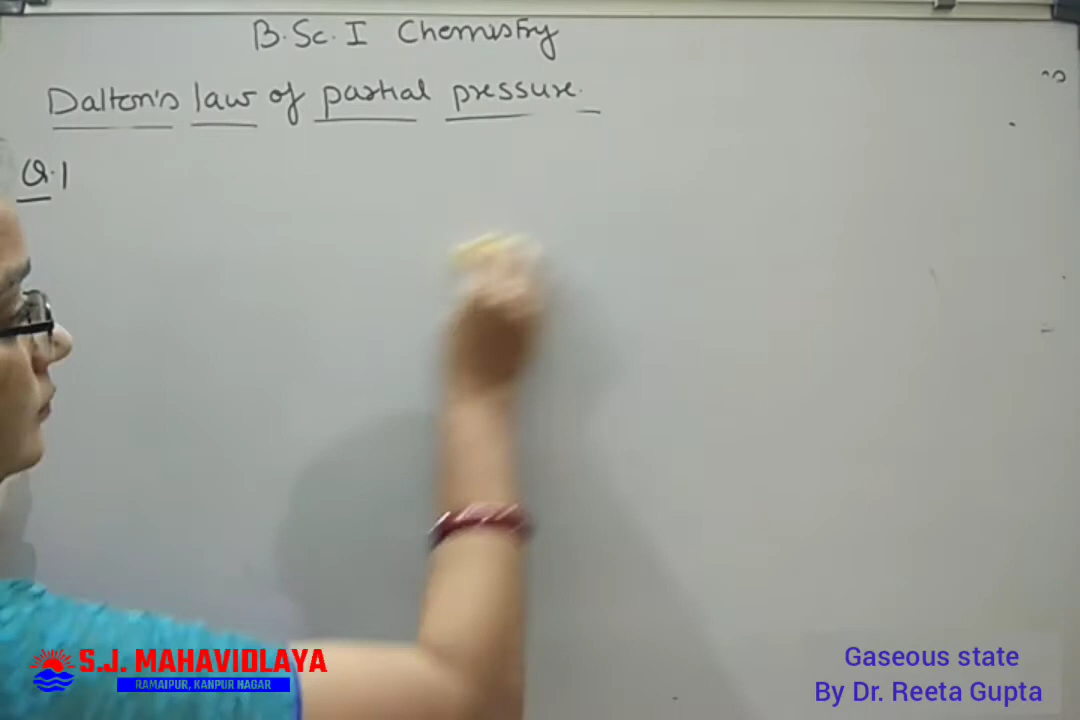 B.Sc. I Chemistry
Dalton's law of partial pressure.
Q.1
S.J. MAHAVIDLAYA
RAMAIPUR, KANPUR NAGAR
Gaseous state
By Dr. Reeta Gupta